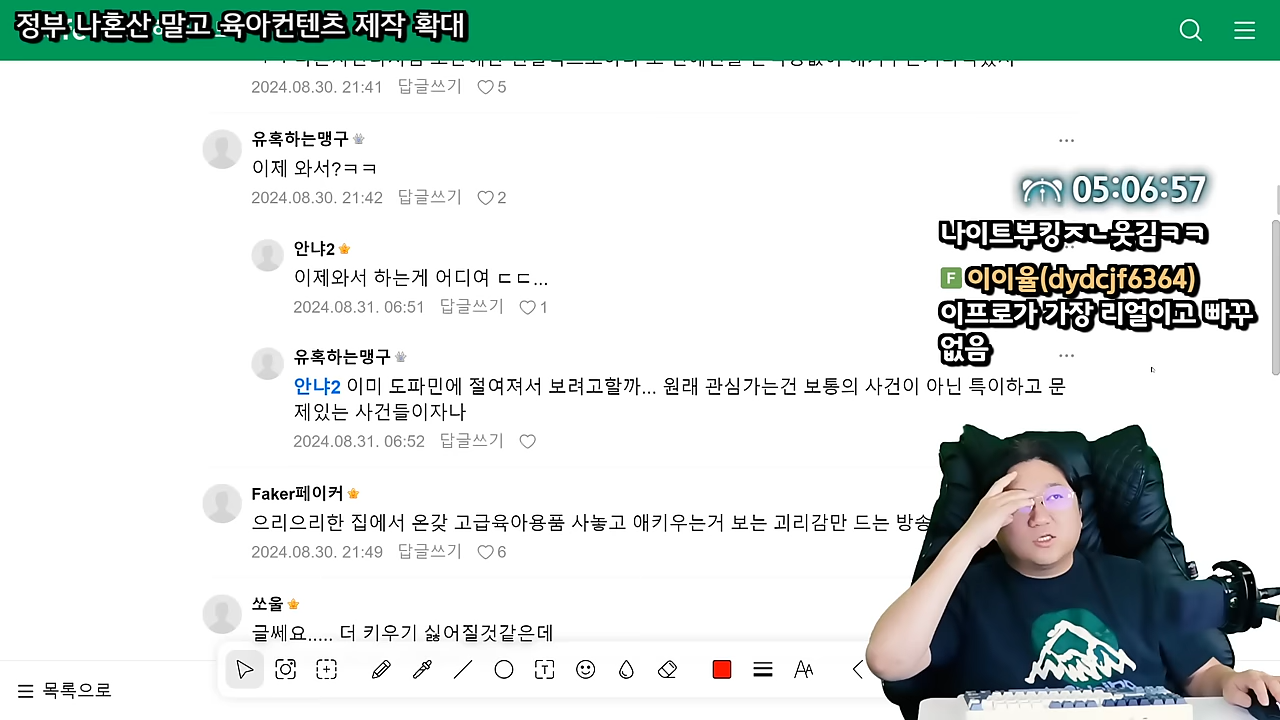 정부 나혼산 말고 육아컨텐츠 제작 확대
2024.08.30. 21:41 답글쓰기 5
유혹하는맹구
이제 와서?ㅋㅋ
2024.08.30. 21:42 답글쓰기 2
05:06:57
나이트부킹ㅈㄴ웃김ㅋㅋ
안냐2
이제와서 하는게 어디여 ㄷㄷ...
2024.08.31. 06:51 답글쓰기 1
F 이이율(dydcjf6364)
이프로가 가장 리얼이고 빠꾸
없음
유혹하는맹구
안냐2 이미 도파민에 절여져서 보려고할까... 원래 관심가는건 보통의 사건이 아닌 특이하고 문
제있는 사건들이자나
2024.08.31. 06:52 답글쓰기
Faker페이커
으리으리한 집에서 온갖 고급육아용품 사놓고 애키우는거 보는 괴리감만 드는 방송
2024.08.30. 21:49 답글쓰기 6
쏘울
글쎄요..... 더 키우기 싫어질것같은데
목록으로